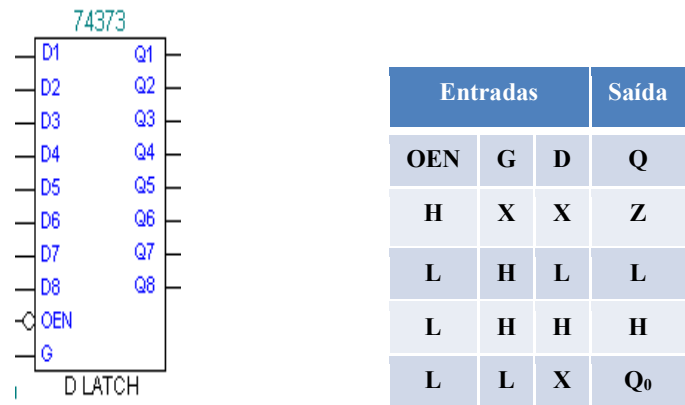 74373
D1 Q1
D2 Q2
D3 Q3
D4 Q4
D5 Q5
D6 Q6
D7 Q7
D8 Q8
OEN
G
D LATCH
Entradas Saída
OEN G D Q
H X X Z
L H L L
L H H H
L L X Q₀